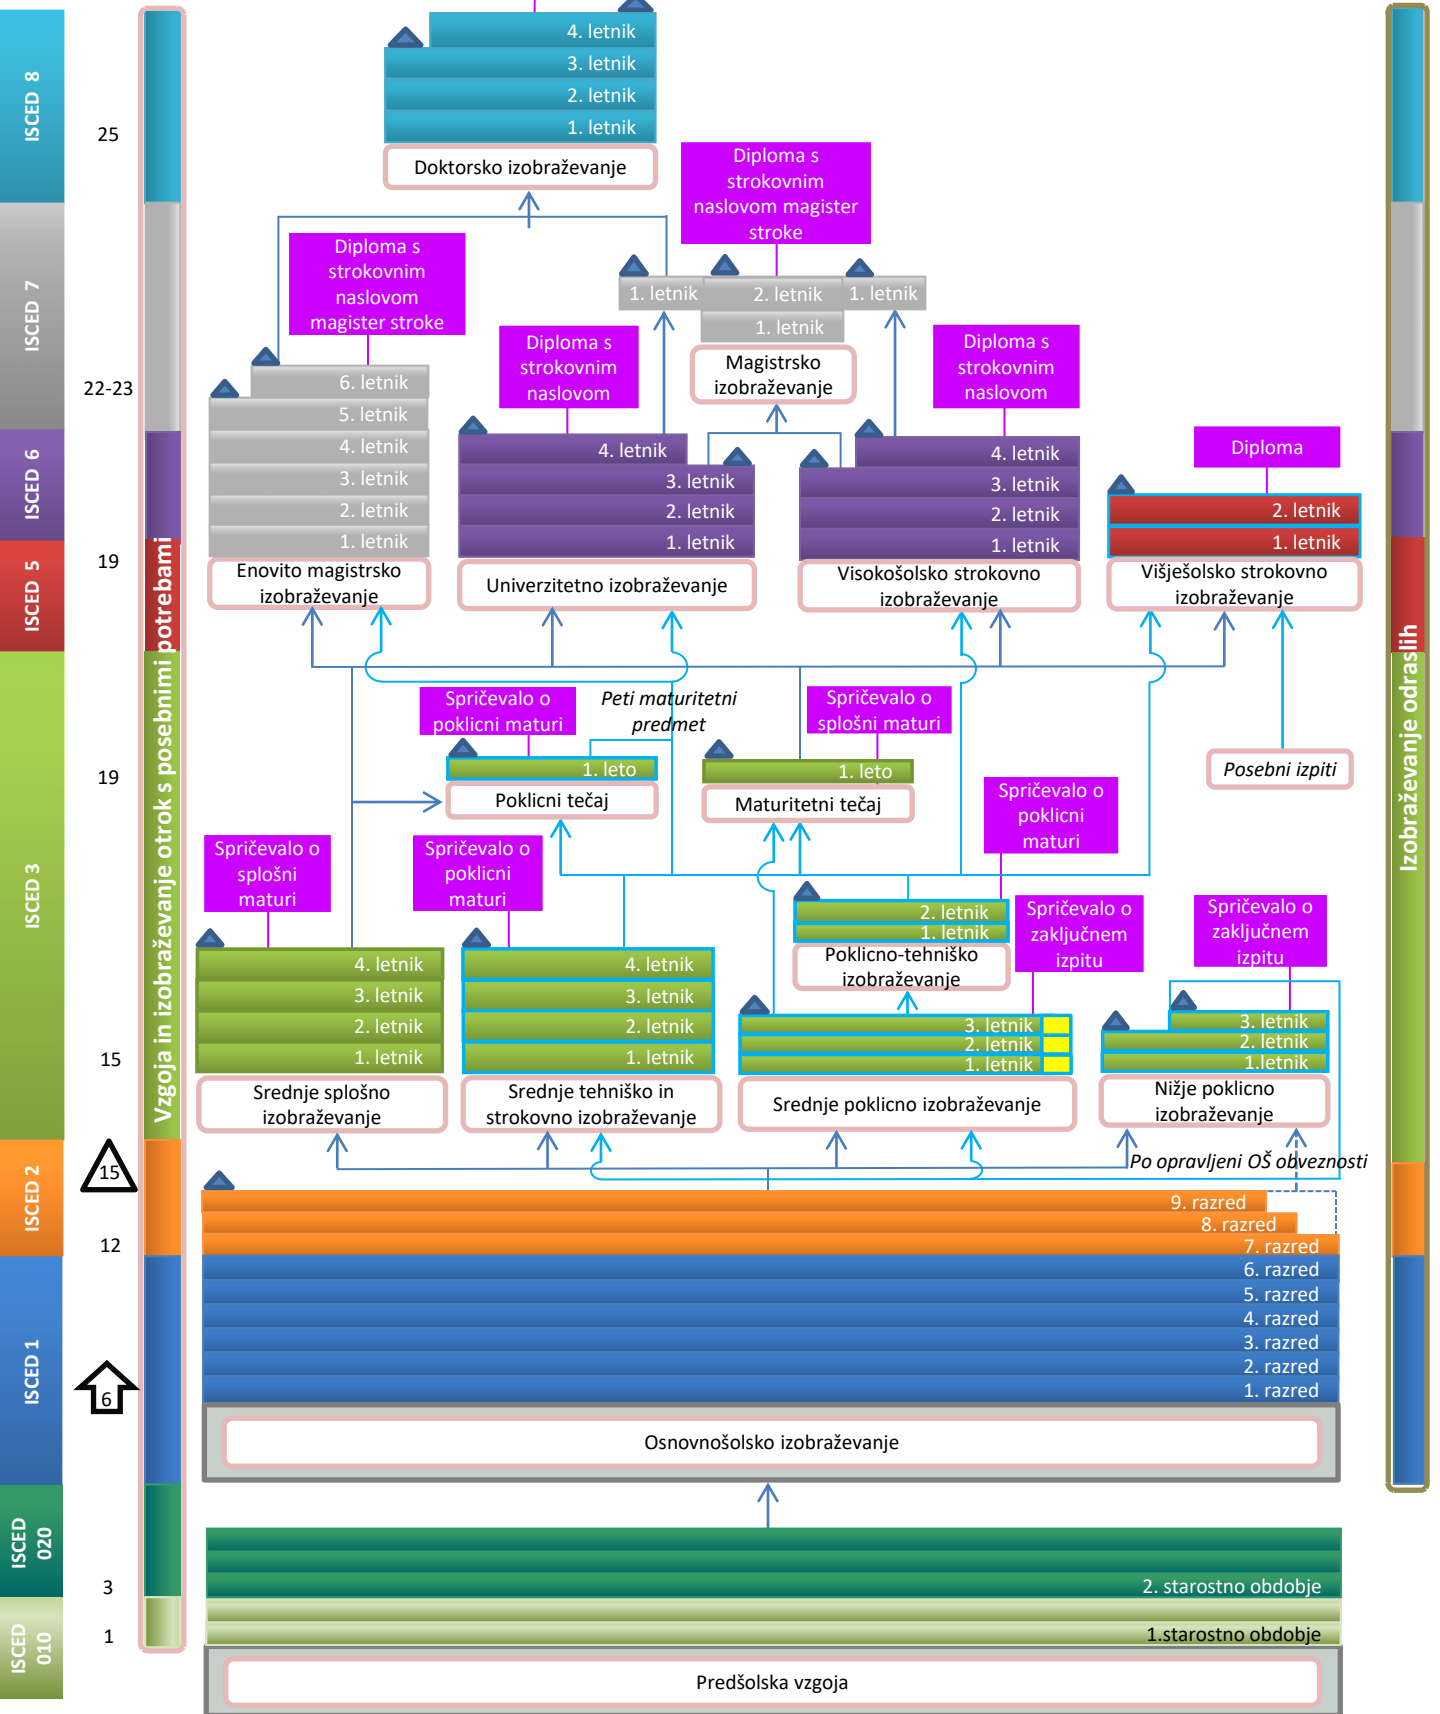 ISCED 8
25
4. letnik
3. letnik
2. letnik
1. letnik
Doktorsko izobraževanje
ISCED 7
22-23
Diploma s
strokovnim
naslovom
magister stroke
6. letnik
5. letnik
4. letnik
3. letnik
2. letnik
1. letnik
Enovito magistrsko
izobraževanje
Diploma s
strokovnim
naslovom magister
stroke
1. letnik
2. letnik
1. letnik
1. letnik
Magistrsko
izobraževanje
ISCED 6
Diploma s
strokovnim
naslovom
4. letnik
3. letnik
2. letnik
1. letnik
Univerzitetno izobraževanje
Diploma s
strokovnim
naslovom
4. letnik
3. letnik
2. letnik
1. letnik
Visokošolsko strokovno
izobraževanje
ISCED 5
19
Diploma
2. letnik
1. letnik
Višješolsko strokovno
izobraževanje
Vzgoja in izobraževanje otrok s posebnimi potrebami
Izobraževanje odraslih
ISCED 3
19
Spričevalo o
poklicni maturi
1. leto
Poklicni tečaj
Peti maturitetni
predmet
Spričevalo o
splošni maturi
1. leto
Maturitetni tečaj
Posebni izpiti
Spričevalo o
splošni
maturi
4. letnik
3. letnik
2. letnik
1. letnik
15
Srednje splošno
izobraževanje
Spričevalo o
poklicni
maturi
4. letnik
3. letnik
2. letnik
1. letnik
Srednje tehniško in
strokovno izobraževanje
Spričevalo o
poklicni
maturi
2. letnik
1. letnik
Poklicno-tehniško
izobraževanje
Spričevalo o
zaključnem
izpitu
3. letnik
2. letnik
1. letnik
Srednje poklicno izobraževanje
Spričevalo o
zaključnem
izpitu
3. letnik
2. letnik
1.letnik
Nižje poklicno
izobraževanje
Po opravljeni OŠ obveznosti
ISCED 2
15
12
9. razred
8. razred
7. razred
ISCED 1
6
6. razred
5. razred
4. razred
3. razred
2. razred
1. razred
Osnovnošolsko izobraževanje
ISCED
020
3
2. starostno obdobje
ISCED
010
1
1.starostno obdobje
Predšolska vzgoja